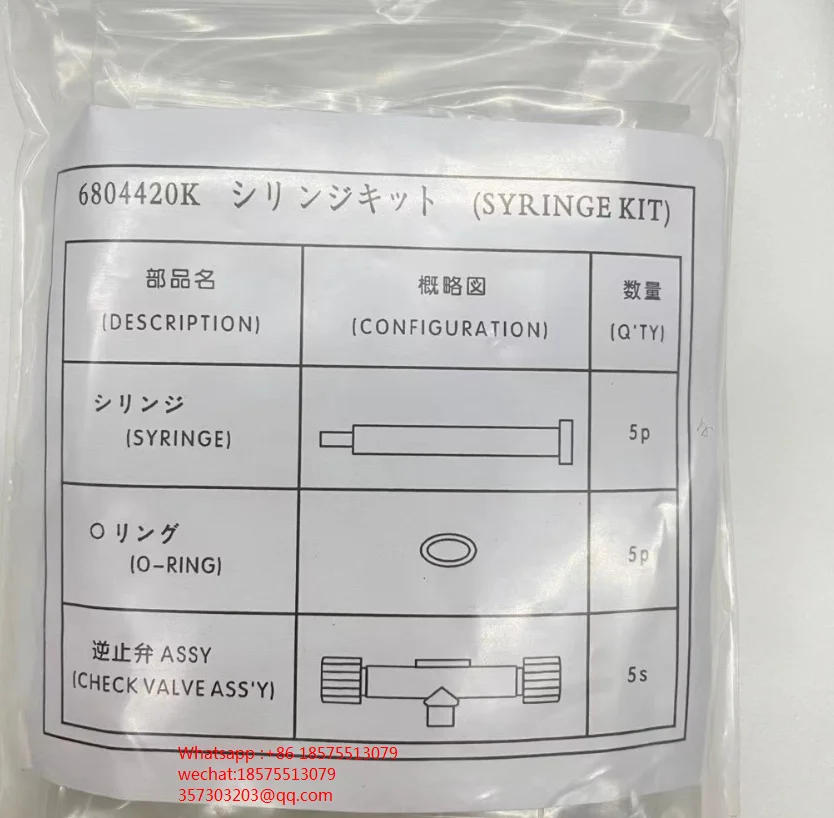 6804420K シリンジキット (SYRINGE KIT)
部品名 概略図 数量
(DESCRIPTION) (CONFIGURATION) (Q'TY)
シリンジ
(SYRINGE) 5p
Oリング
(O-RING) 5p
逆止弁 ASSY
(CHECK VALVE ASS'Y) 5s
Whatsapp :+86 18575513079
wechat:18575513079
357303203@qq.com